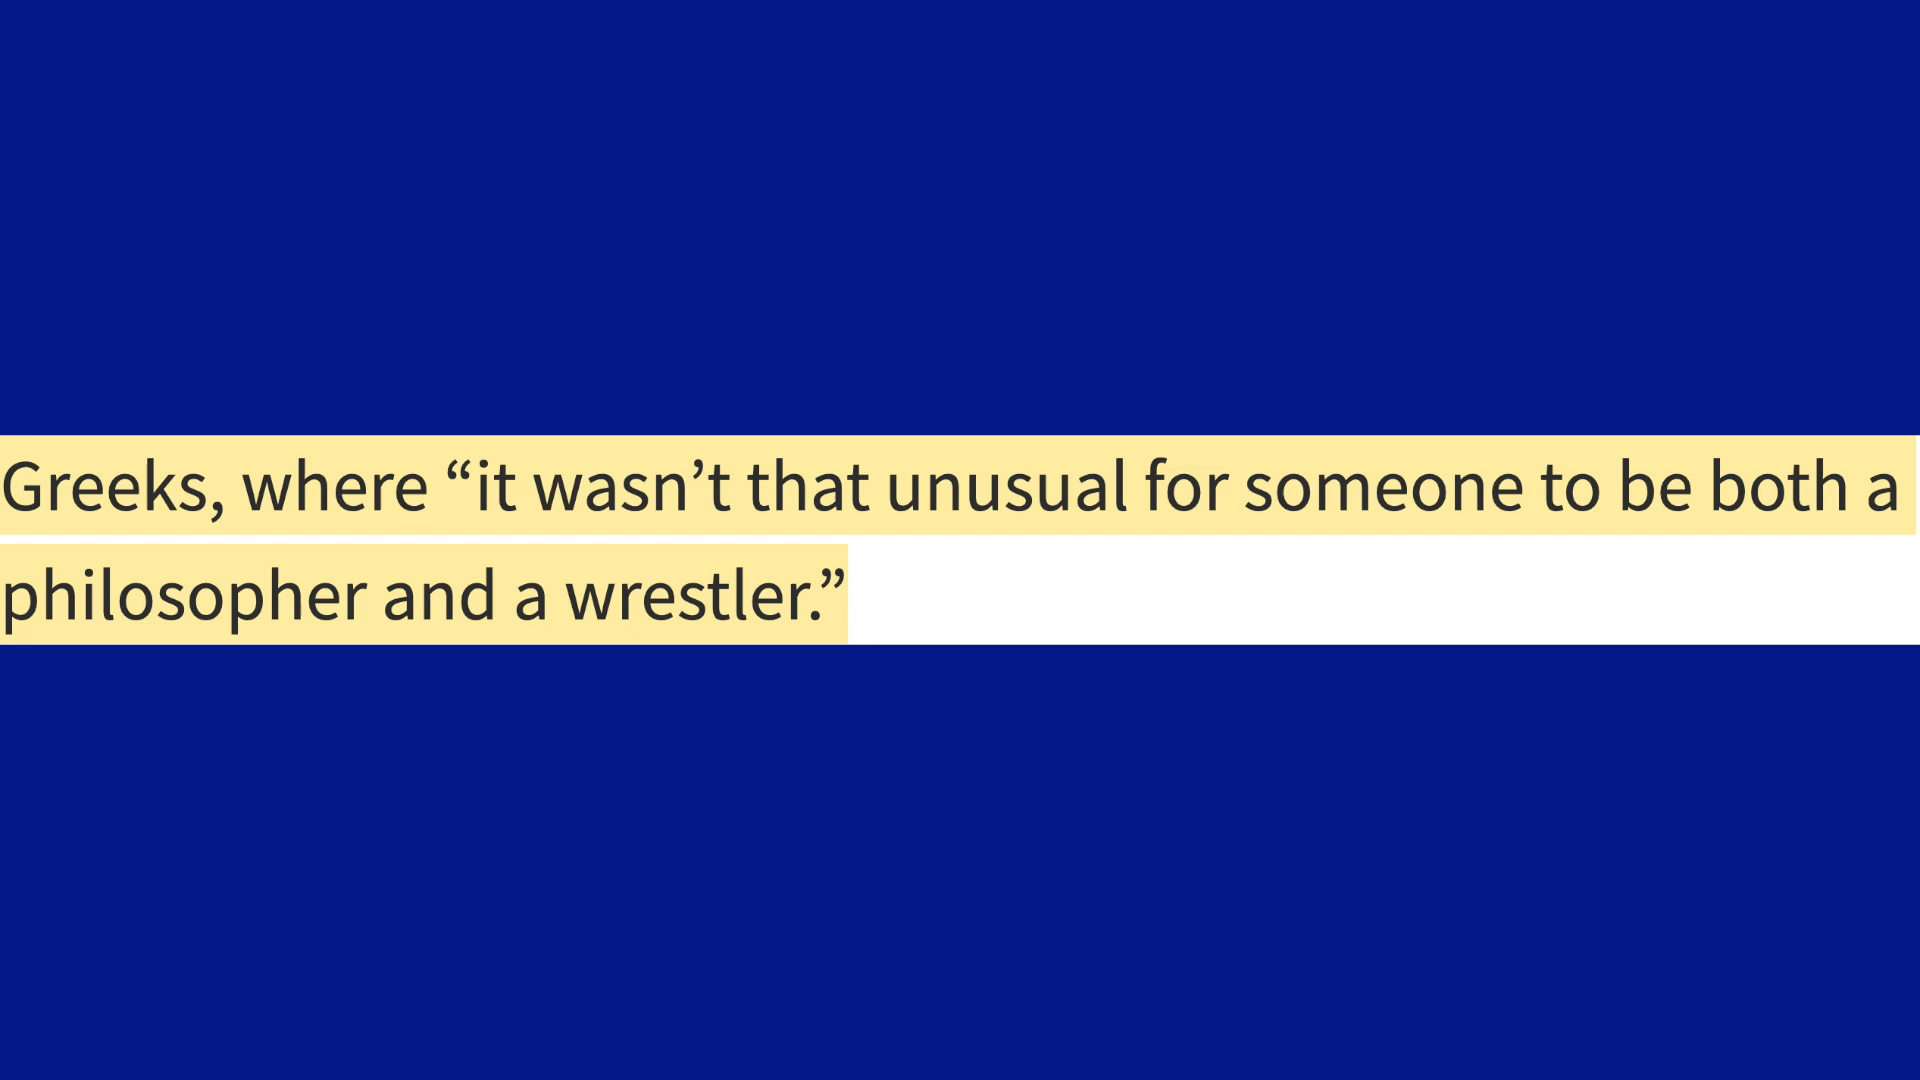 Greeks, where “it wasn’t that unusual for someone to be both a
philosopher and a wrestler.”